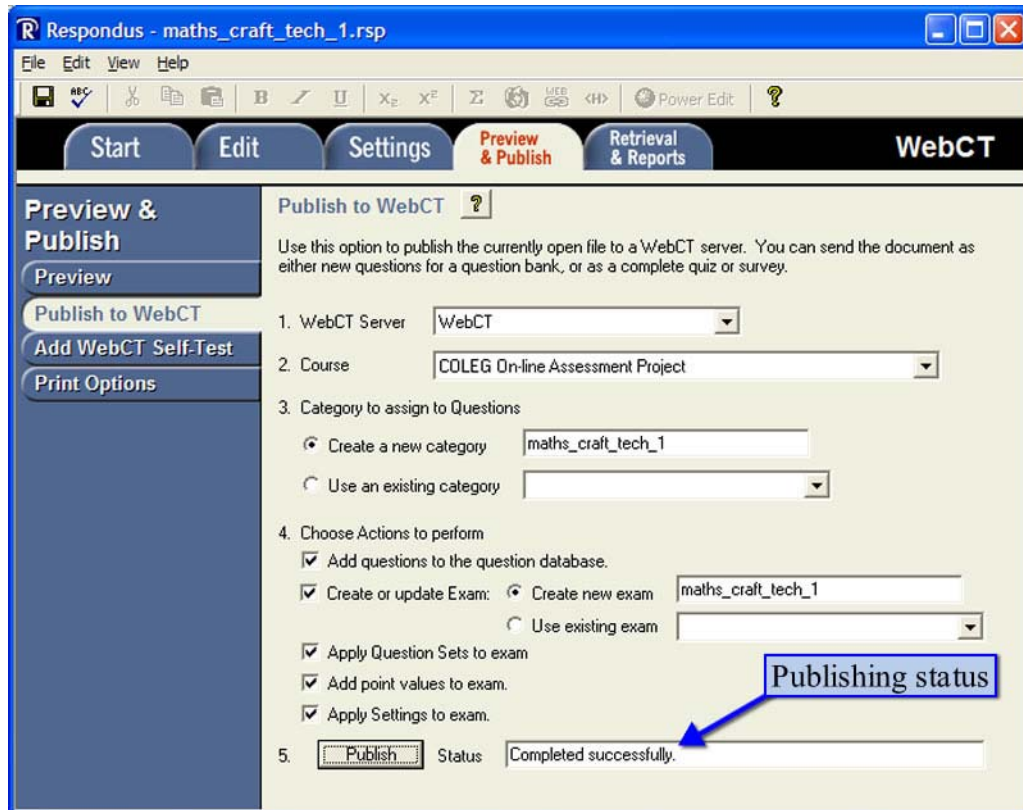 Respondus - maths_craft_tech_1.rsp
File Edit View Help
ABC B I U X₂ X² Σ WEB <H> Power Edit ?
Start Edit Settings Preview & Publish Retrieval & Reports WebCT
Preview & Publish
Preview
Publish to WebCT
Add WebCT Self-Test
Print Options
Publish to WebCT ?
Use this option to publish the currently open file to a WebCT server. You can send the document as
either new questions for a question bank, or as a complete quiz or survey.
1. WebCT Server WebCT
2. Course COLEG On-line Assessment Project
3. Category to assign to Questions
Create a new category maths_craft_tech_1
Use an existing category
4. Choose Actions to perform
Add questions to the question database.
Create or update Exam: Create new exam maths_craft_tech_1
Use existing exam
Apply Question Sets to exam
Add point values to exam.
Apply Settings to exam.
Publishing status
5. Publish Status Completed successfully.